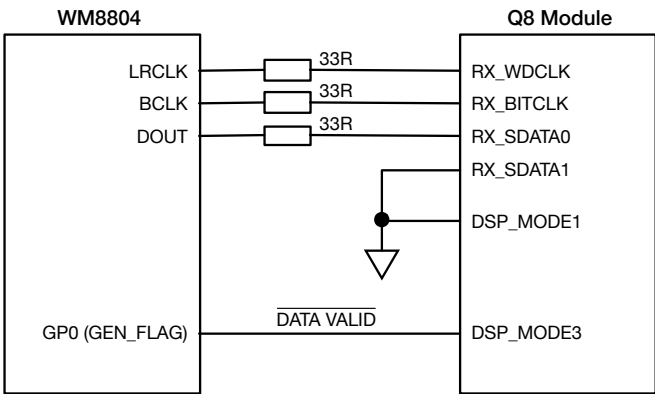 WM8804 Q8 Module
LRCLK 33R RX_WDCLK
BCLK 33R RX_BITCLK
DOUT 33R RX_SDATA0
RX_SDATA1
DSP_MODE1
GP0 (GEN_FLAG) DATA VALID DSP_MODE3